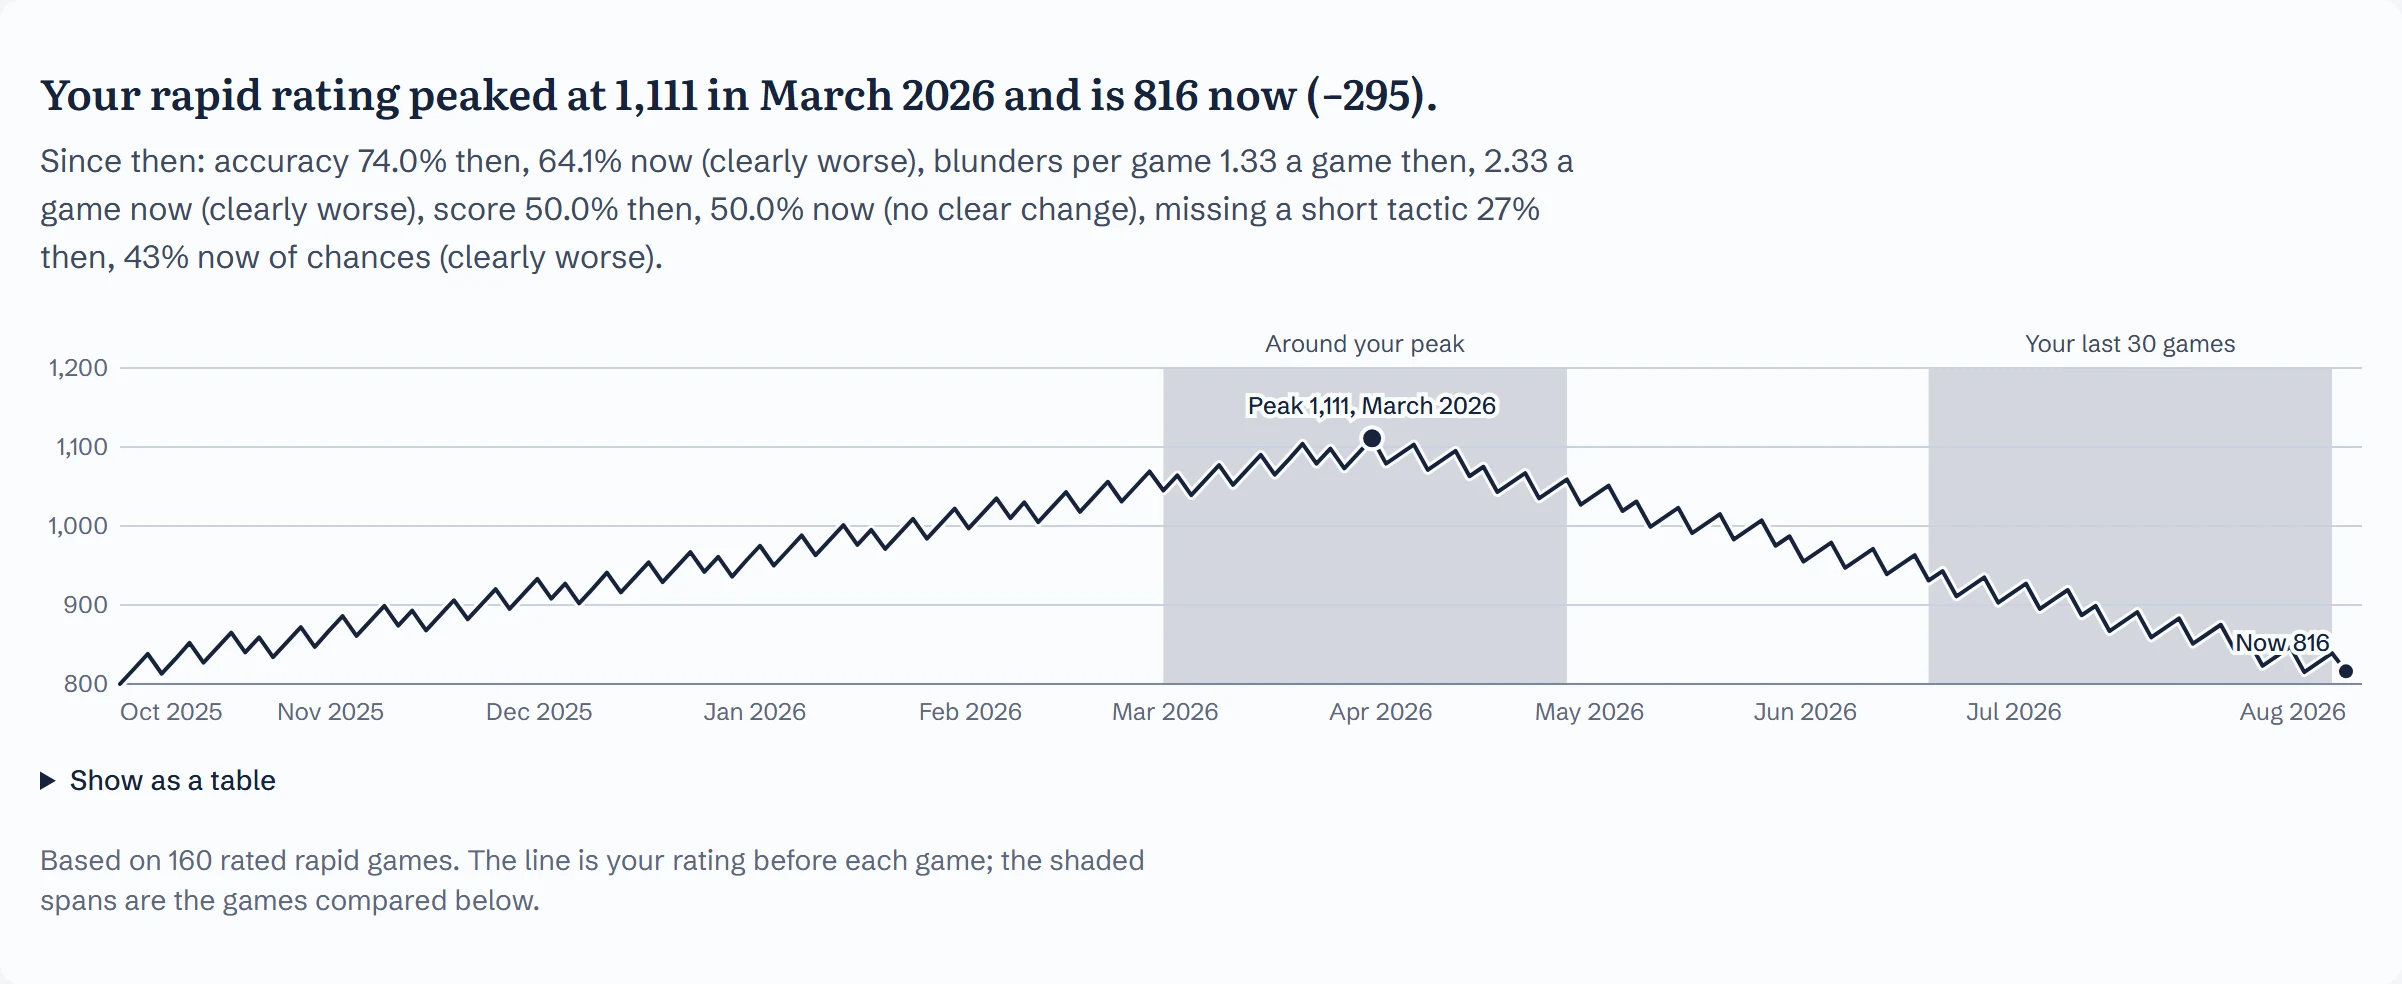 Your rapid rating peaked at 1,111 in March 2026 and is 816 now (−295).
Since then: accuracy 74.0% then, 64.1% now (clearly worse), blunders per game 1.33 a game then, 2.33 a
game now (clearly worse), score 50.0% then, 50.0% now (no clear change), missing a short tactic 27%
then, 43% now of chances (clearly worse).
Around your peak
Your last 30 games
1,200
Peak 1,111, March 2026
1,100
1,000
900
Now 816
800
Oct 2025 Nov 2025 Dec 2025 Jan 2026 Feb 2026 Mar 2026 Apr 2026 May 2026 Jun 2026 Jul 2026 Aug 2026
Show as a table
Based on 160 rated rapid games. The line is your rating before each game; the shaded
spans are the games compared below.